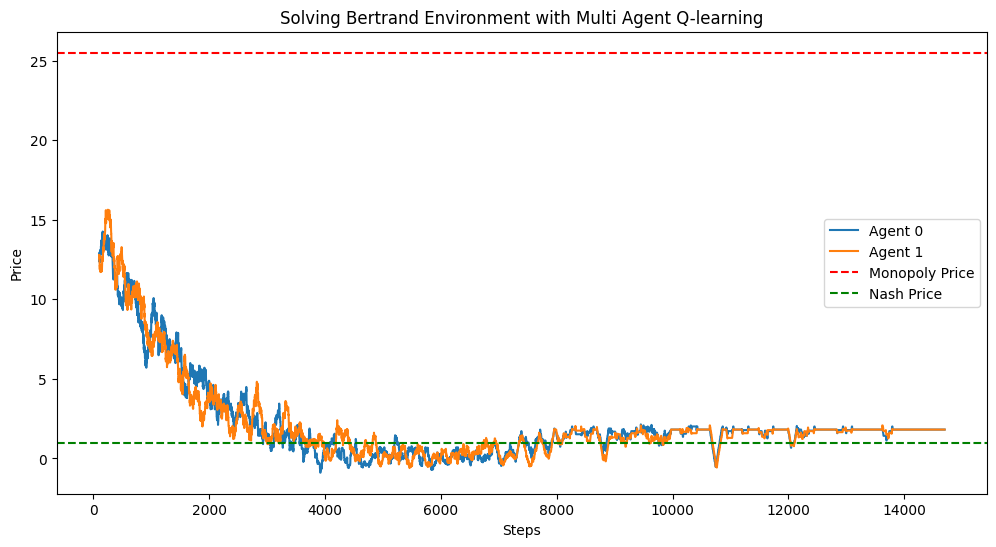 Solving Bertrand Environment with Multi Agent Q-learning
Price
25
20
15
10
5
0
Agent 0
Agent 1
Monopoly Price
Nash Price
0 2000 4000 6000 8000 10000 12000 14000
Steps